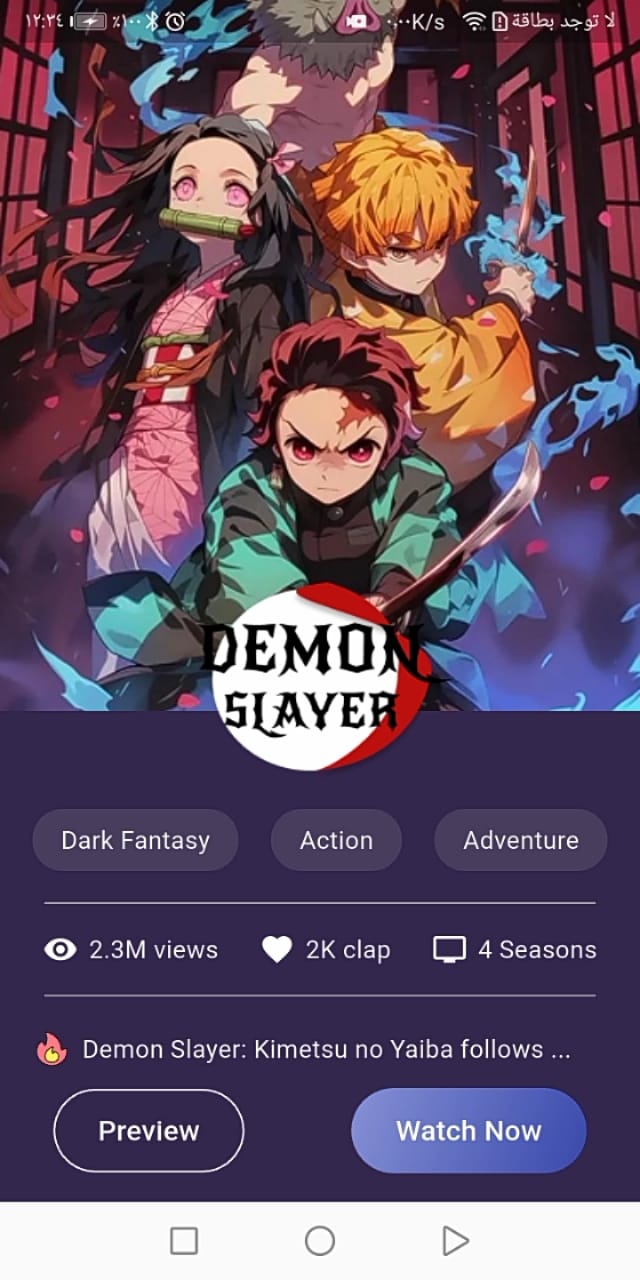 ١٢:٣٤ ٪١٠٠ ٠.٠٠K/s لا توجد بطاقة
DEMON
SLAYER
Dark Fantasy Action Adventure
2.3M views 2K clap 4 Seasons
Demon Slayer: Kimetsu no Yaiba follows ...
Preview Watch Now